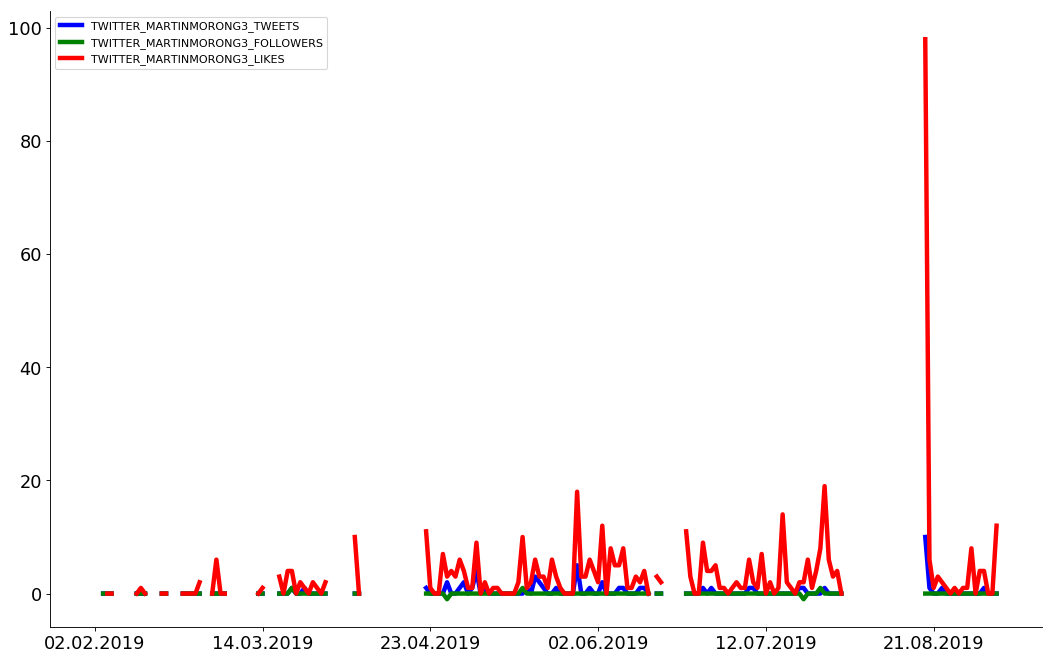 TWITTER_MARTINMORONG3_TWEETS
TWITTER_MARTINMORONG3_FOLLOWERS
TWITTER_MARTINMORONG3_LIKES
100
80
60
40
20
0
02.02.2019 14.03.2019 23.04.2019 02.06.2019 12.07.2019 21.08.2019